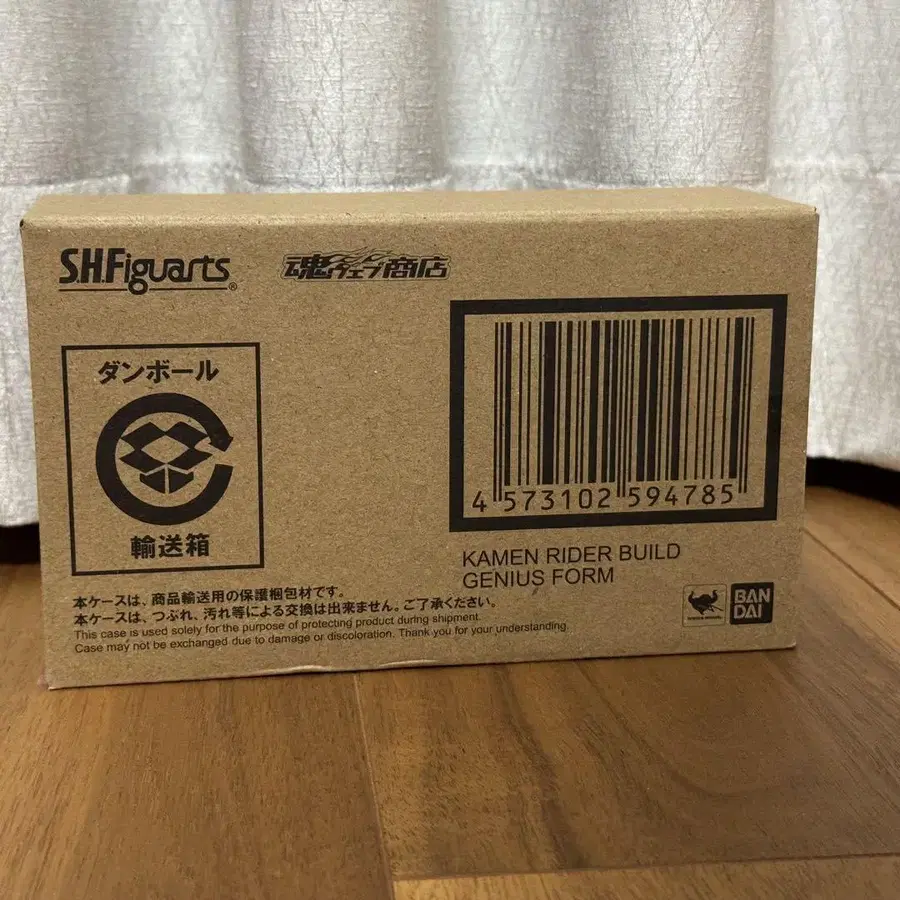 S.H.Figuarts
魂ウェブ商店
ダンボール
輸送箱
4 573102 594785
KAMEN RIDER BUILD
GENIUS FORM
本ケースは、商品輸送用の保護梱包材です。
本ケースは、つぶれ、汚れ等による交換は出来ません。ご了承ください。
This case is used solely for the purpose of protecting product during shipment.
Case may not be exchanged due to damage or discoloration. Thank you for your understanding.
BAN
DAI